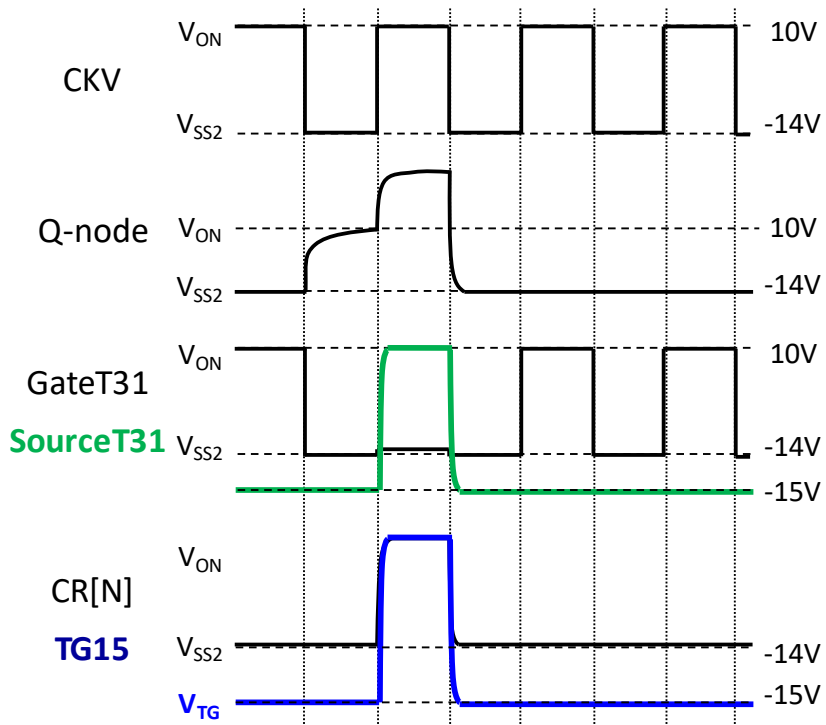 V_ON 10V
CKV
V_SS2 -14V
V_ON 10V
Q-node
V_SS2 -14V
V_ON 10V
GateT31
SourceT31 V_SS2 -14V
-15V
V_ON
CR[N]
TG15 V_SS2 -14V
V_TG -15V